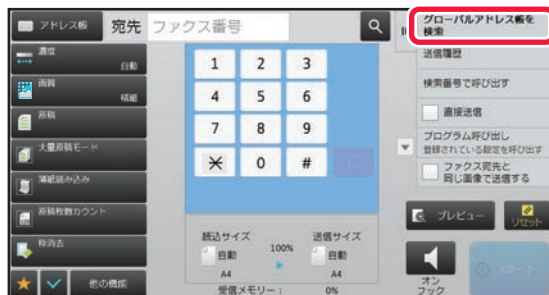 アドレス帳
宛先 ファクス番号
グローバルアドレス帳を
検索
濃度
自動
画質
精細
原稿
大量原稿モード
薄紙読み込み
原稿枚数カウント
枠消去
他の機能
1 2 3
4 5 6
7 8 9
0 #
C
読込サイズ
自動
A4
100%
送信サイズ
自動
A4
受信メモリー： 0%
送信履歴
検索番号で呼び出す
直接送信
プログラム呼び出し
登録されている設定を呼び出す
ファクス宛先と
同じ画像で送信する
プレビュー
リセット
オン
フック
スタート